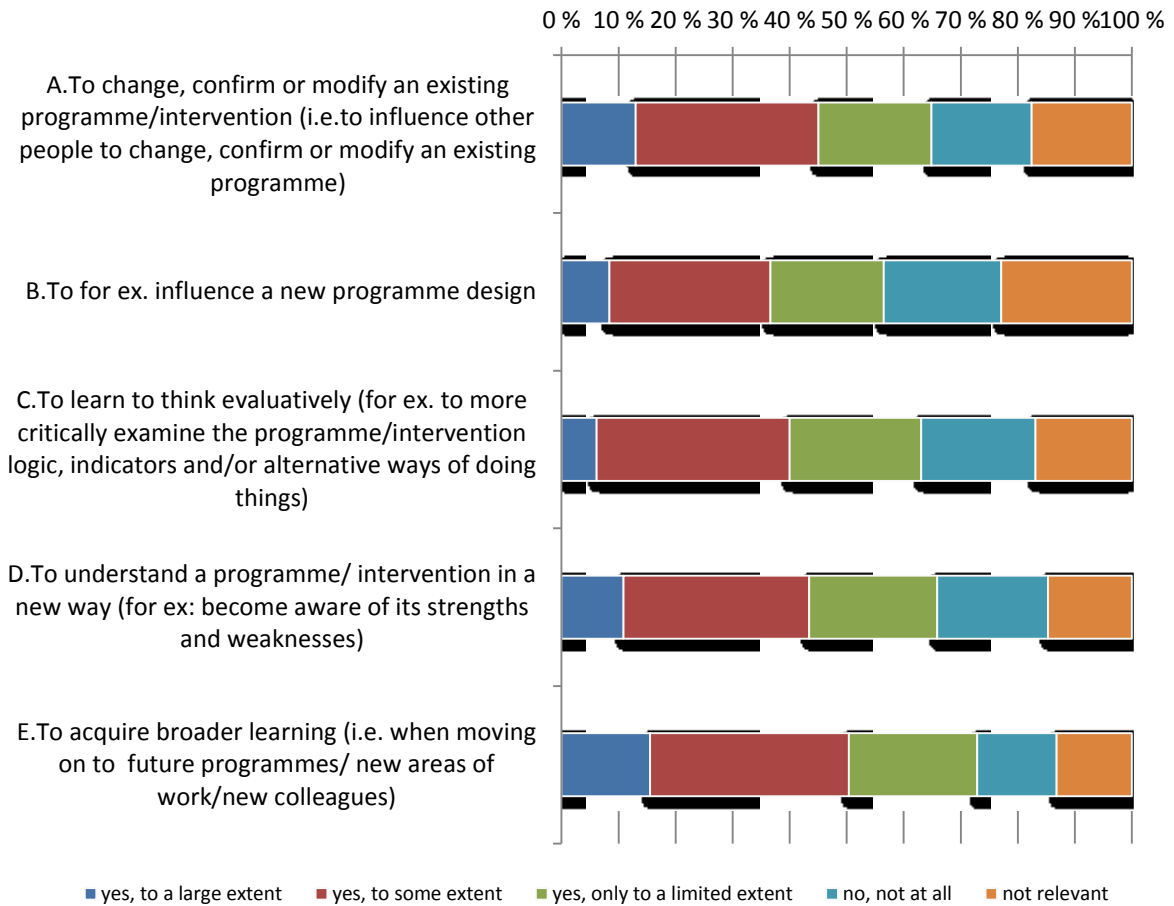 0 % 10 % 20 % 30 % 40 % 50 % 60 % 70 % 80 % 90 % 100 %
A.To change, confirm or modify an existing
programme/intervention (i.e.to influence other
people to change, confirm or modify an existing
programme)
B.To for ex. influence a new programme design
C.To learn to think evaluatively (for ex. to more
critically examine the programme/intervention
logic, indicators and/or alternative ways of doing
things)
D.To understand a programme/ intervention in a
new way (for ex: become aware of its strengths
and weaknesses)
E.To acquire broader learning (i.e. when moving
on to future programmes/ new areas of
work/new colleagues)
yes, to a large extent yes, to some extent yes, only to a limited extent no, not at all not relevant